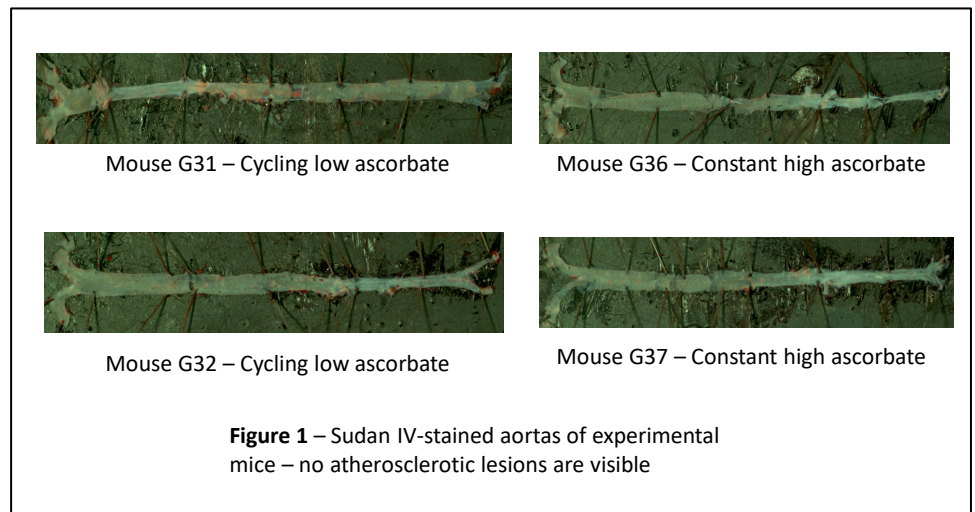 Mouse G31 – Cycling low ascorbate
Mouse G36 – Constant high ascorbate
Mouse G32 – Cycling low ascorbate
Mouse G37 – Constant high ascorbate
Figure 1 – Sudan IV-stained aortas of experimental
mice – no atherosclerotic lesions are visible